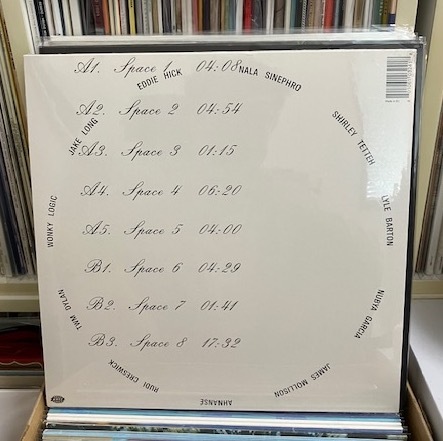 A1. Space 1 04:08
A2. Space 2 04:54
A3. Space 3 01:15
A4. Space 4 06:20
A5. Space 5 04:00
B1. Space 6 04:29
B2. Space 7 01:41
B3. Space 8 17:32
NALA SINEPHRO
SHIRLEY TETTEH
LYLE BARTON
NUBYA GARCIA
JAMES MOLLISON
AHNANSÉ
RUDI CRESWICK
TWM DYLAN
WONKY LOGIC
JAKE LONG
EDDIE HICK